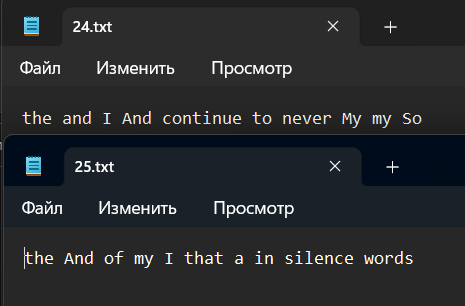 24.txt
Файл Изменить Просмотр
the and I And continue to never My my So
25.txt
Файл Изменить Просмотр
the And of my I that a in silence words